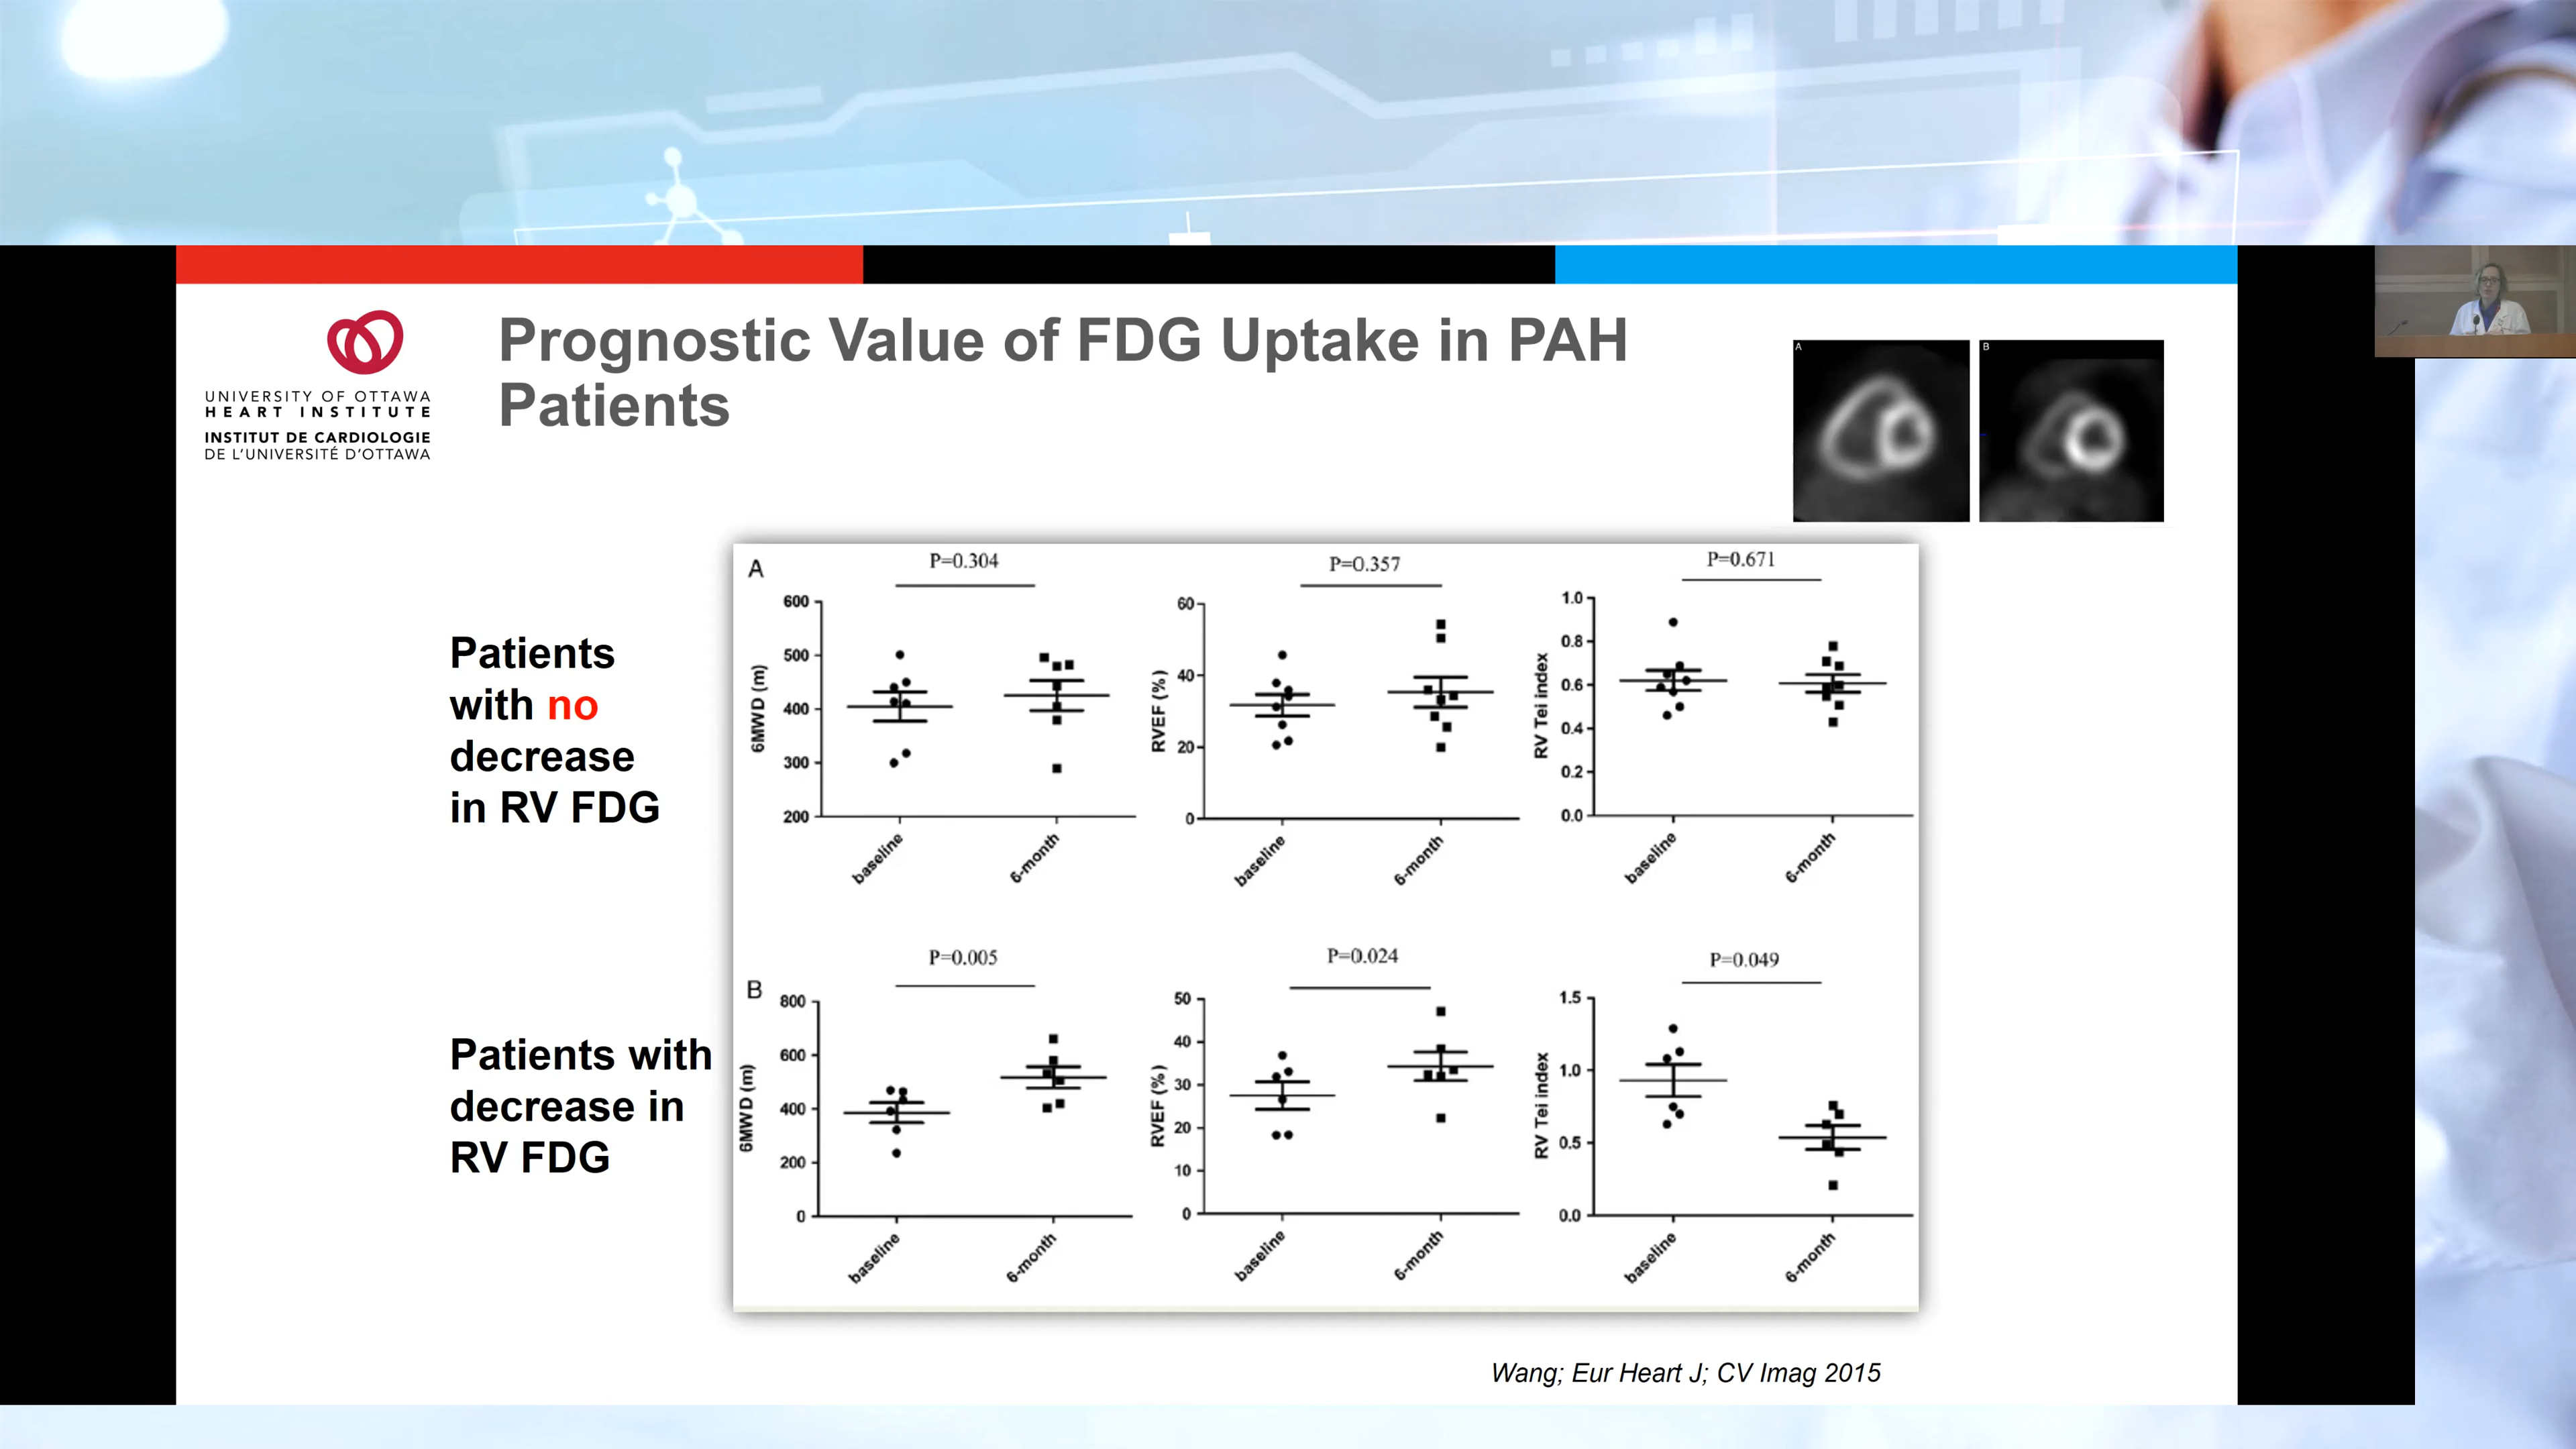 UNIVERSITY OF OTTAWA
HEART INSTITUTE
INSTITUT DE CARDIOLOGIE
DE L'UNIVERSITÉ D'OTTAWA
Prognostic Value of FDG Uptake in PAH
Patients
A
B
Patients
with no
decrease
in RV FDG
A
P=0.304
6MWD (m)
600
500
400
300
200
baseline
6-month
P=0.357
RVEF (%)
60
40
20
0
baseline
6-month
P=0.671
RV Tei index
1.0
0.8
0.6
0.4
0.2
0.0
baseline
6-month
Patients with
decrease in
RV FDG
B
P=0.005
6MWD (m)
800
600
400
200
0
baseline
6-month
P=0.024
RVEF (%)
50
40
30
20
10
0
baseline
6-month
P=0.049
RV Tei index
1.5
1.0
0.5
0.0
baseline
6-month
Wang; Eur Heart J; CV Imag 2015